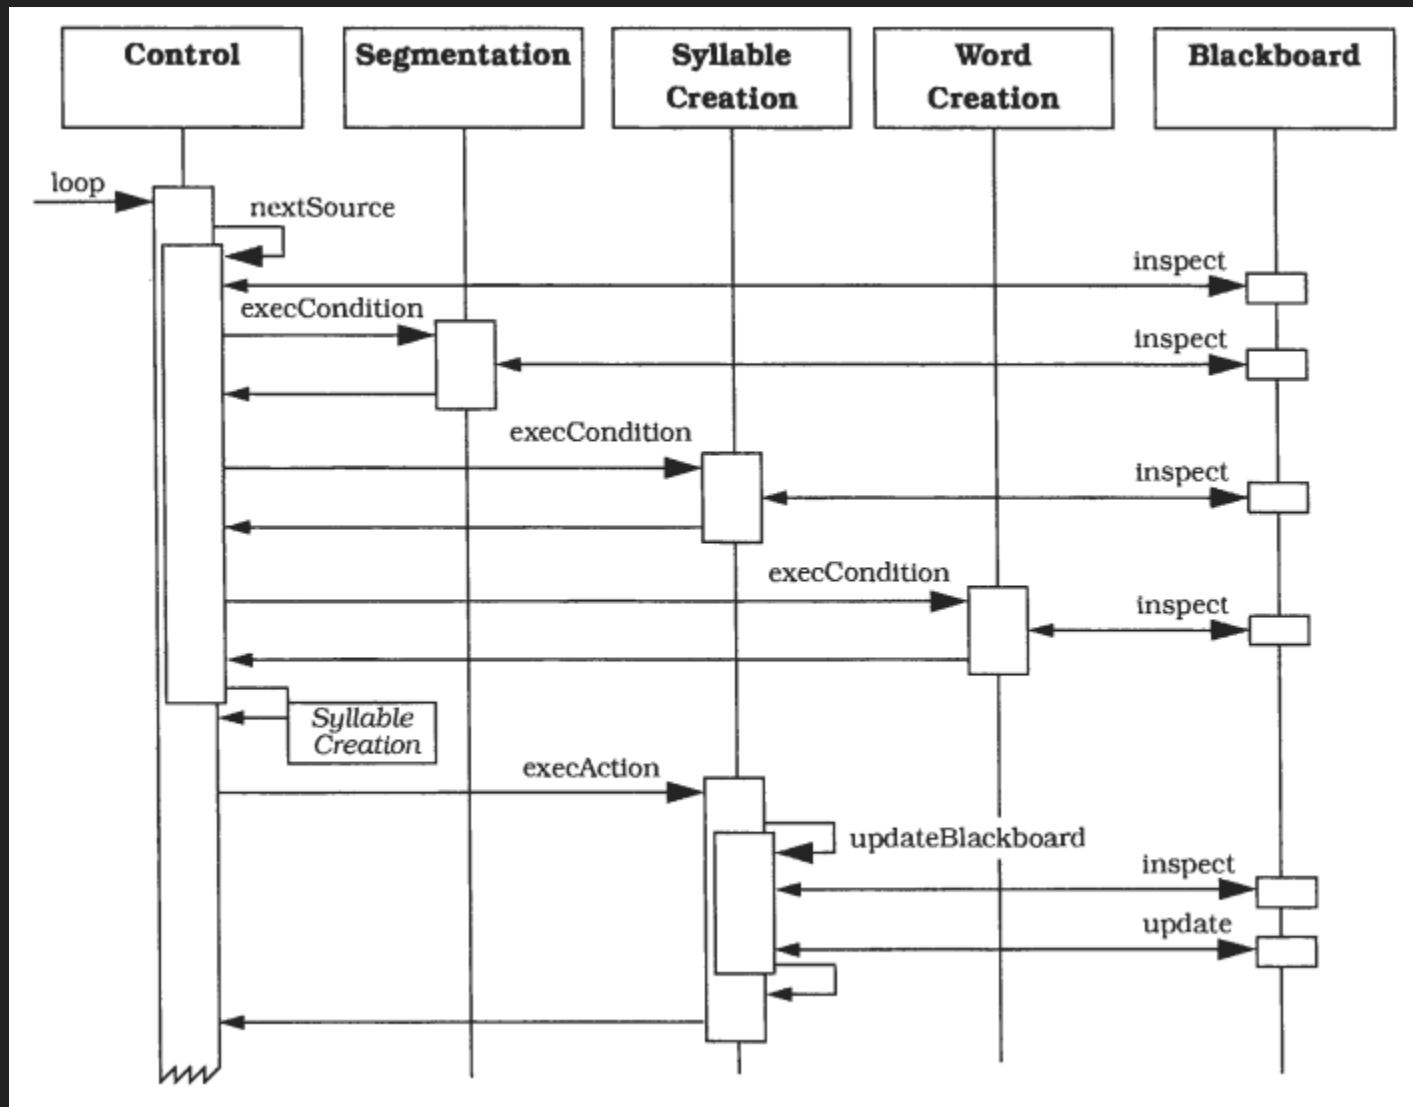 Control
Segmentation
Syllable
Creation
Word
Creation
Blackboard
loop
nextSource
inspect
execCondition
inspect
execCondition
inspect
execCondition
inspect
Syllable
Creation
execAction
updateBlackboard
inspect
update